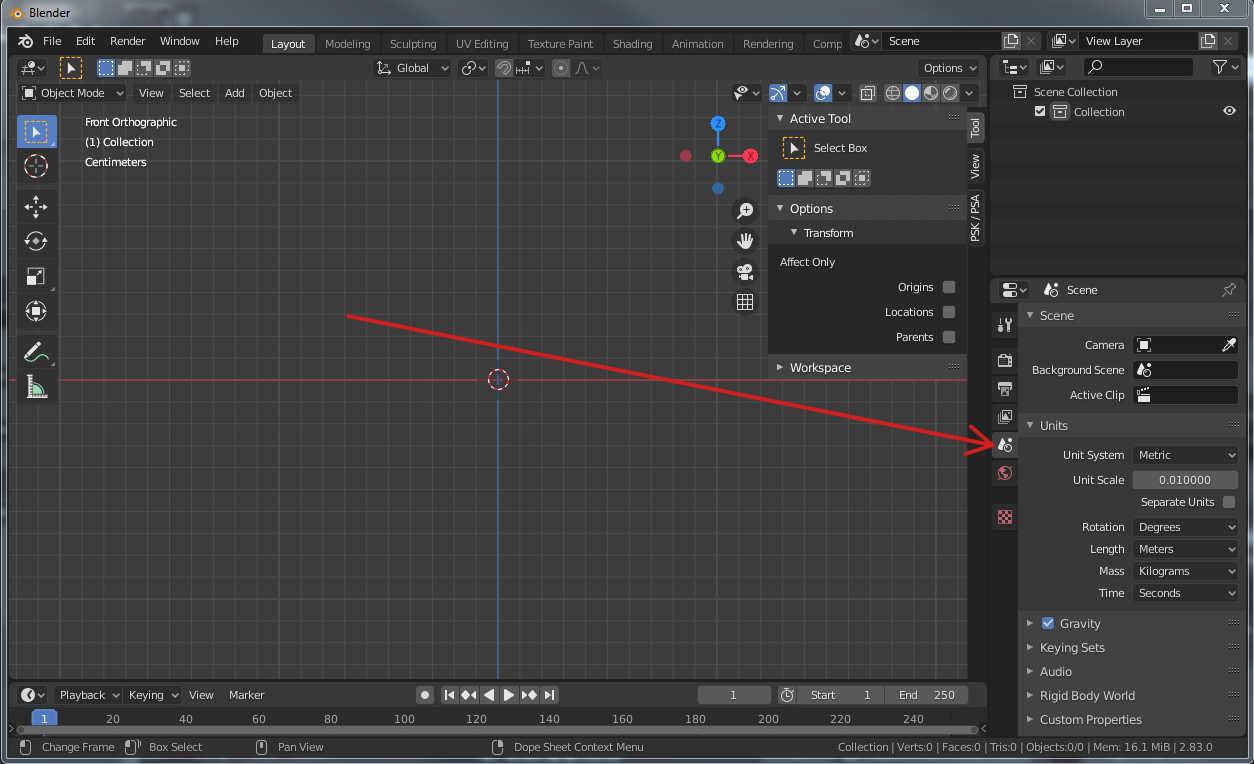 Blender
File Edit Render Window Help Layout Modeling Sculpting UV Editing Texture Paint Shading Animation Rendering Comp Scene View Layer
Global Options
Object Mode View Select Add Object
Front Orthographic
(1) Collection
Centimeters
Z
Y
X
Active Tool
Select Box
Options
Transform
Affect Only
Origins
Locations
Parents
Workspace
Tool
View
PSK / PSA
Scene Collection
Collection
Scene
Scene
Camera
Background Scene
Active Clip
Units
Unit System Metric
Unit Scale 0.010000
Separate Units
Rotation Degrees
Length Meters
Mass Kilograms
Time Seconds
Gravity
Keying Sets
Audio
Rigid Body World
Custom Properties
Playback Keying View Marker 1 Start 1 End 250
1 20 40 60 80 100 120 140 160 180 200 220 240
Change Frame Box Select Pan View Dope Sheet Context Menu Collection | Verts:0 | Faces:0 | Tris:0 | Objects:0/0 | Mem: 16.1 MiB | 2.83.0